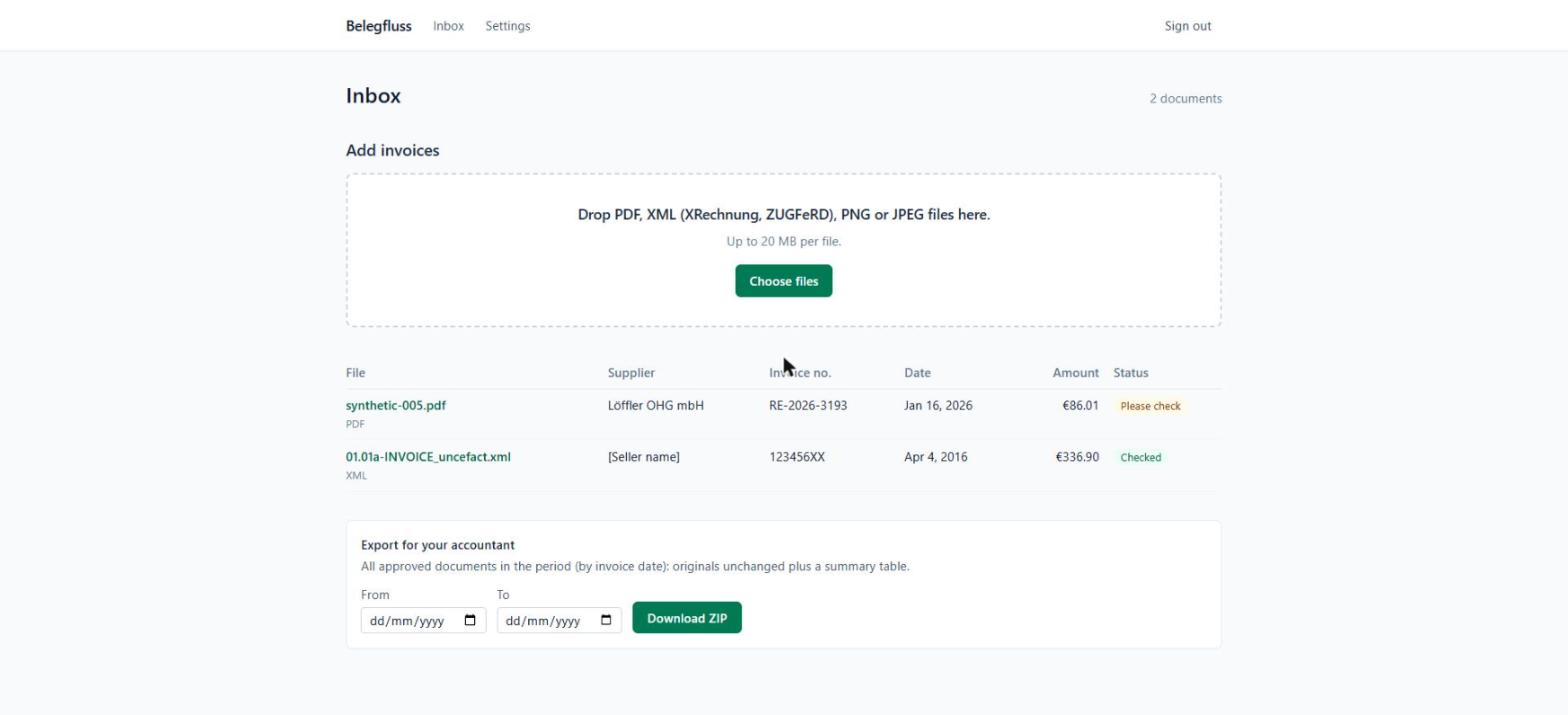 Belegfluss Inbox Settings Sign out
Inbox 2 documents
Add invoices
Drop PDF, XML (XRechnung, ZUGFeRD), PNG or JPEG files here.
Up to 20 MB per file.
Choose files
File Supplier Invoice no. Date Amount Status
synthetic-005.pdf Löffler OHG mbH RE-2026-3193 Jan 16, 2026 €86.01 Please check
PDF
01.01a-INVOICE_uncefact.xml [Seller name] 123456XX Apr 4, 2016 €336.90 Checked
XML
Export for your accountant
All approved documents in the period (by invoice date): originals unchanged plus a summary table.
From To
dd/mm/yyyy dd/mm/yyyy Download ZIP